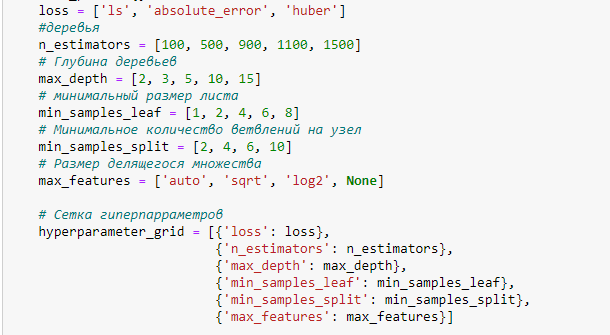 loss = ['ls', 'absolute_error', 'huber']
#деревья
n_estimators = [100, 500, 900, 1100, 1500]
# Глубина деревьев
max_depth = [2, 3, 5, 10, 15]
# минимальный размер листа
min_samples_leaf = [1, 2, 4, 6, 8]
# Минимальное количество ветвлений на узел
min_samples_split = [2, 4, 6, 10]
# Размер делящегося множества
max_features = ['auto', 'sqrt', 'log2', None]

# Сетка гиперпарраметров
hyperparameter_grid = [{'loss': loss},
                       {'n_estimators': n_estimators},
                       {'max_depth': max_depth},
                       {'min_samples_leaf': min_samples_leaf},
                       {'min_samples_split': min_samples_split},
                       {'max_features': max_features}]